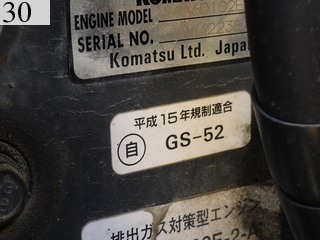 30
ENGINE MODEL
SERIAL NO.
Komatsu Ltd. Japa
平成15年規制適合
自 GS-52
排出ガス対策型エンジ